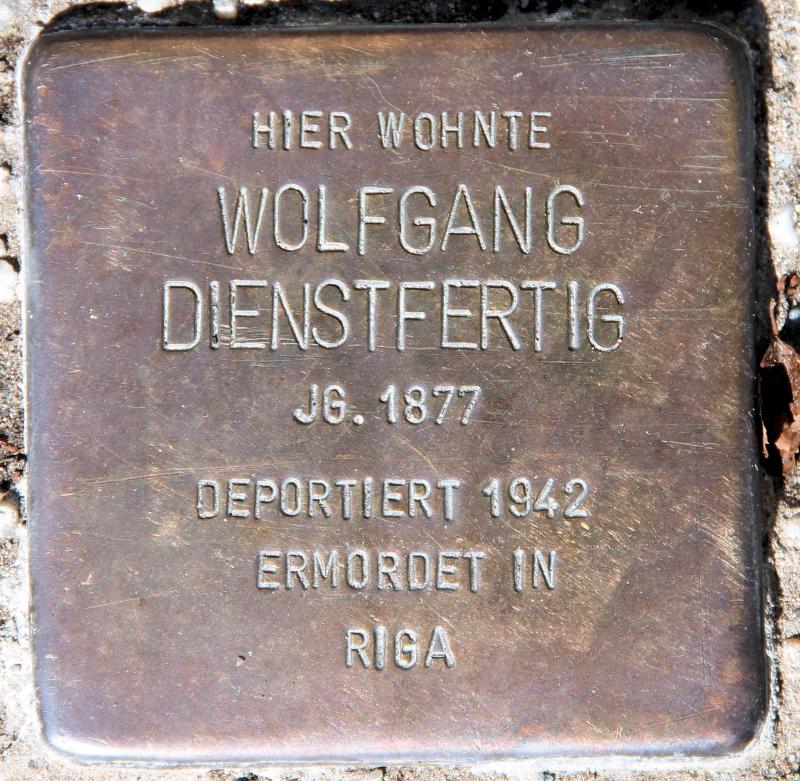 HIER WOHNTE
WOLFGANG
DIENSTFERTIG
JG. 1877
DEPORTIERT 1942
ERMORDET IN
RIGA